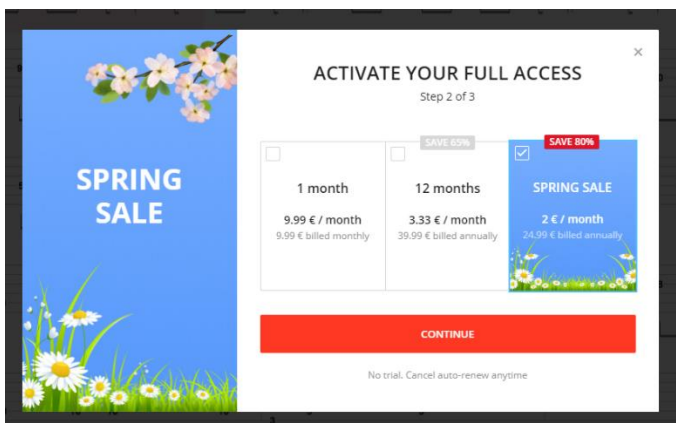 SPRING
SALE
×
ACTIVATE YOUR FULL ACCESS
Step 2 of 3
1 month
9.99 € / month
9.99 € billed monthly
SAVE 65%
12 months
3.33 € / month
39.99 € billed annually
SAVE 80%
SPRING SALE
2 € / month
24.99 € billed annually
CONTINUE
No trial. Cancel auto-renew anytime